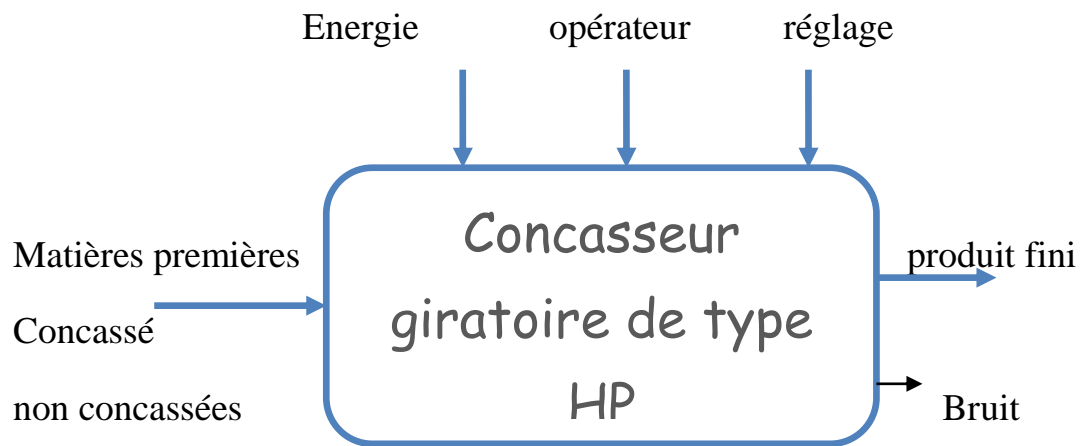 Energie opérateur réglage
Concasseur
Matières premières produit fini
giratoire de type
Concassé
HP
non concassées Bruit